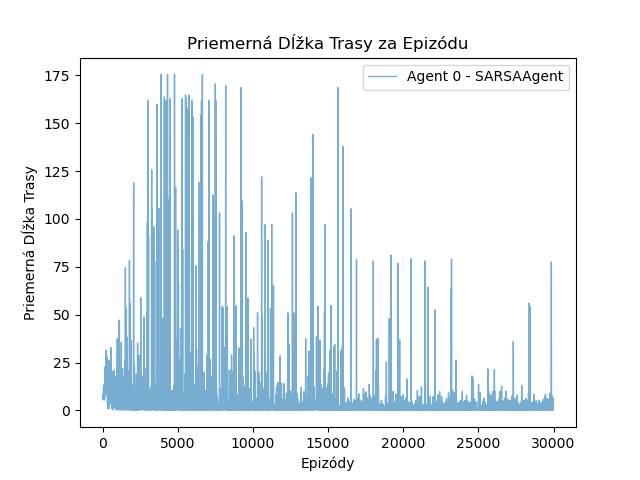 Priemerná Dĺžka Trasy za Epizódu
Agent 0 - SARSAAgent
Priemerná Dĺžka Trasy
175
150
125
100
75
50
25
0
0 5000 10000 15000 20000 25000 30000
Epizódy